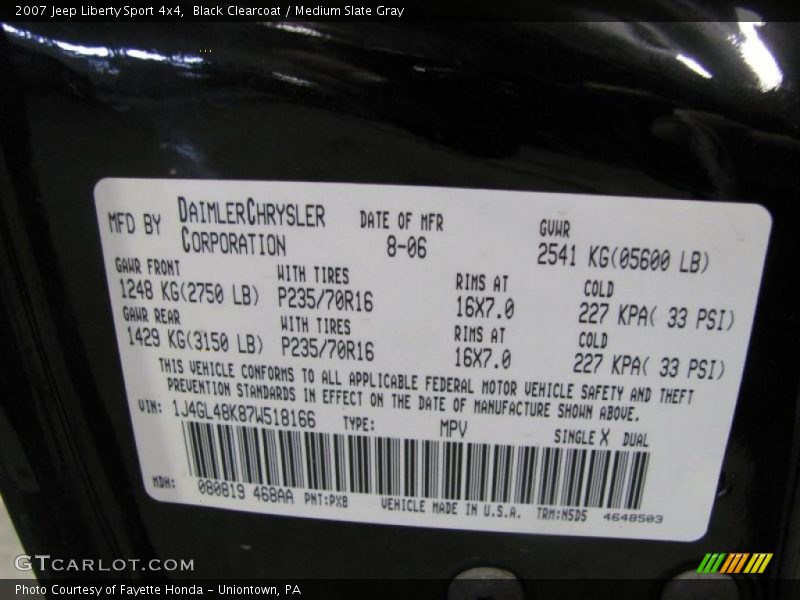 2007 Jeep Liberty Sport 4x4,  Black Clearcoat / Medium Slate Gray
MFD BY DAIMLERCHRYSLER CORPORATION
DATE OF MFR 8-06
GVWR 2541 KG(05600 LB)
GAWR FRONT WITH TIRES RIMS AT COLD
1248 KG(2750 LB) P235/70R16 16X7.0 227 KPA( 33 PSI)
GAWR REAR WITH TIRES RIMS AT COLD
1429 KG(3150 LB) P235/70R16 16X7.0 227 KPA( 33 PSI)
THIS VEHICLE CONFORMS TO ALL APPLICABLE FEDERAL MOTOR VEHICLE SAFETY AND THEFT
PREVENTION STANDARDS IN EFFECT ON THE DATE OF MANUFACTURE SHOWN ABOVE.
VIN: 1J4GL48K87W518166 TYPE: MPV SINGLE X DUAL
MDH: 080819 468AA PNT:PXB VEHICLE MADE IN U.S.A. TRM:N5D5 4648503
GTCARLOT.COM
Photo Courtesy of Fayette Honda - Uniontown, PA